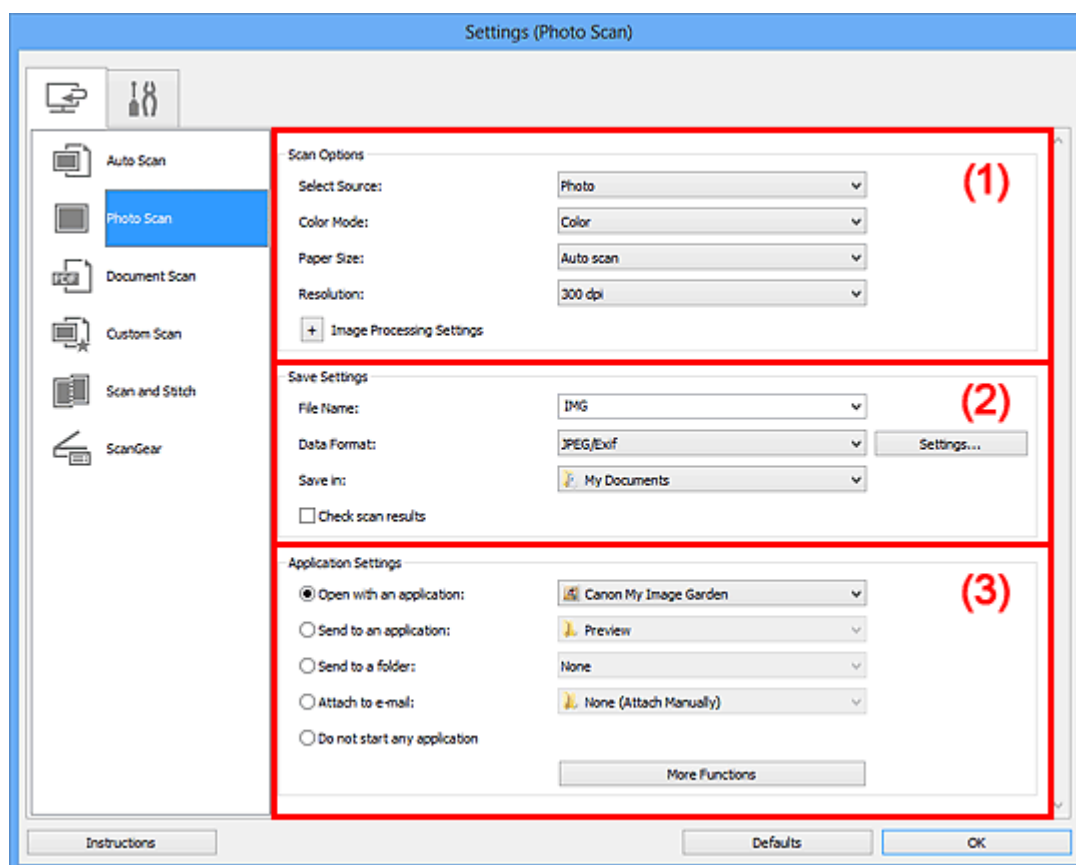 Settings (Photo Scan)
Auto Scan
Photo Scan
Document Scan
Custom Scan
Scan and Stitch
ScanGear
Scan Options
(1)
Select Source: Photo
Color Mode: Color
Paper Size: Auto scan
Resolution: 300 dpi
+ Image Processing Settings
Save Settings
(2)
File Name: IMG
Data Format: JPEG/Exif Settings...
Save in: My Documents
Check scan results
Application Settings
(3)
Open with an application: Canon My Image Garden
Send to an application: Preview
Send to a folder: None
Attach to e-mail: None (Attach Manually)
Do not start any application
More Functions
Instructions Defaults OK